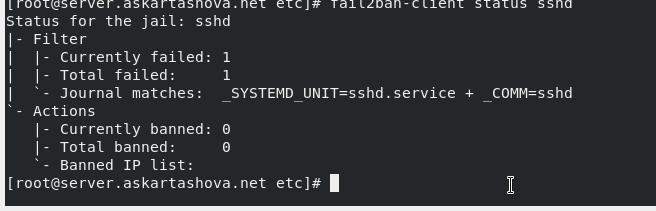 [root@server.askartashova.net etc]# fail2ban-client status sshd
Status for the jail: sshd
|- Filter
|  |- Currently failed: 1
|  |- Total failed:     1
|  `- Journal matches:  _SYSTEMD_UNIT=sshd.service + _COMM=sshd
`- Actions
   |- Currently banned: 0
   |- Total banned:     0
   `- Banned IP list:
[root@server.askartashova.net etc]#